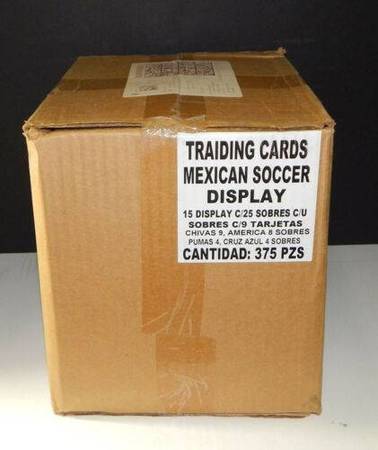 TRAIDING CARDS
MEXICAN SOCCER
DISPLAY
15 DISPLAY C/25 SOBRES C/U
SOBRES C/9 TARJETAS
CHIVAS 9, AMERICA 8 SOBRES
PUMAS 4, CRUZ AZUL 4 SOBRES
CANTIDAD: 375 PZS